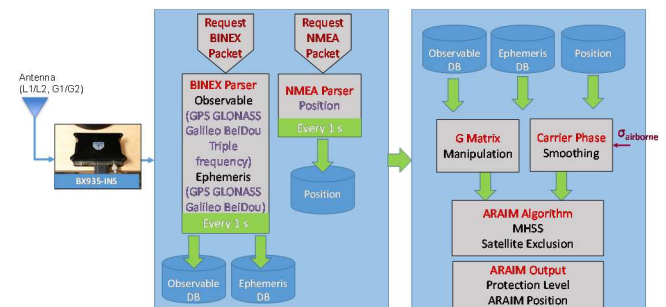 Antenna
(L1/L2, G1/G2)
BX935-INS
Request
BINEX
Packet
Request
NMEA
Packet
BINEX Parser
Observable
(GPS GLONASS
Galileo BeiDou
Triple
frequency)
Ephemeris
(GPS GLONASS
Galileo BeiDou)
Every 1 s
NMEA Parser
Position
Every 1 s
Position
Observable
DB
Ephemeris
DB
Observable
DB
Ephemeris
DB
Position
G Matrix
Manipulation
Carrier Phase
Smoothing
σairborne
ARAIM Algorithm
MHSS
Satellite Exclusion
ARAIM Output
Protection Level
ARAIM Position